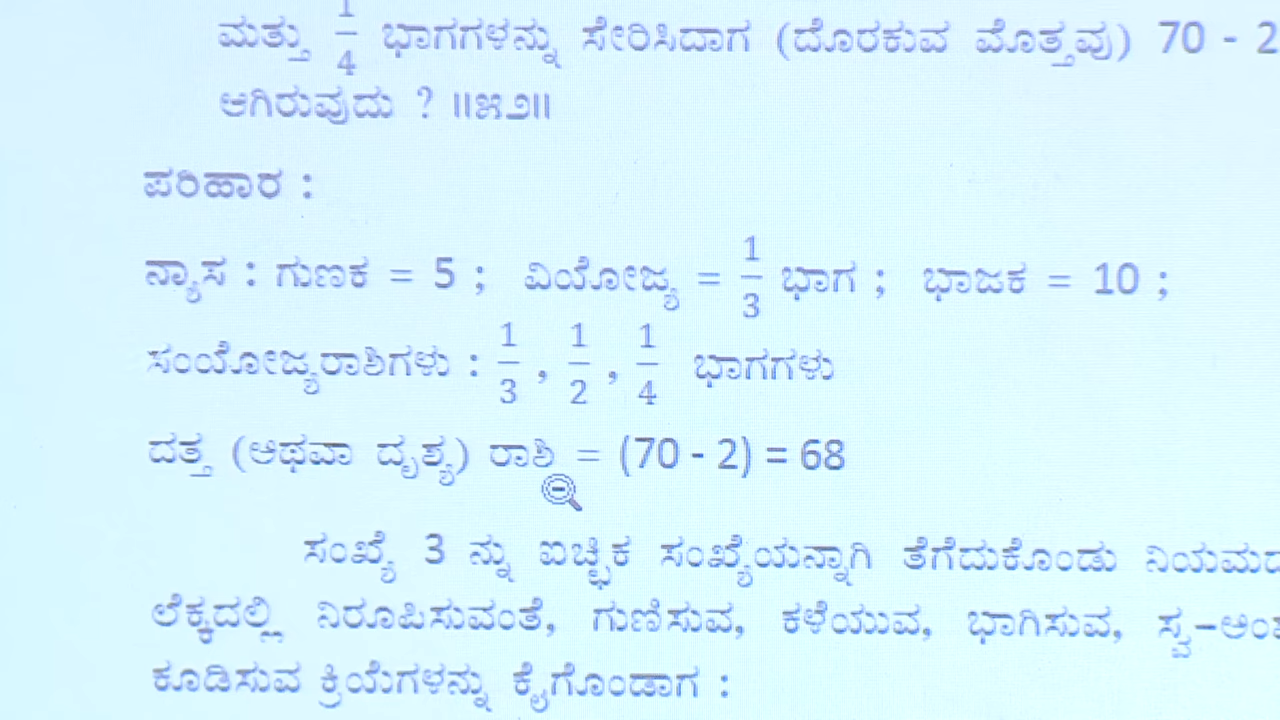 ಮತ್ತು 1/4 ಭಾಗಗಳನ್ನು ಸೇರಿಸಿದಾಗ (ದೊರಕುವ ಮೊತ್ತವು) 70 - 2
ಆಗಿರುವುದು ? ॥೫೨॥
ಪರಿಹಾರ :
ನ್ಯಾಸ : ಗುಣಕ = 5 ; ವಿಯೋಜ್ಯ = 1/3 ಭಾಗ ; ಭಾಜಕ = 10 ;
ಸಂಯೋಜ್ಯರಾಶಿಗಳು : 1/3 , 1/2 , 1/4 ಭಾಗಗಳು
ದತ್ತ (ಅಥವಾ ದೃಶ್ಯ) ರಾಶಿ = (70 - 2) = 68
ಸಂಖ್ಯೆ 3 ನ್ನು ಐಚ್ಛಿಕ ಸಂಖ್ಯೆಯನ್ನಾಗಿ ತೆಗೆದುಕೊಂಡು
ಲೆಕ್ಕದಲ್ಲಿ ನಿರೂಪಿಸುವಂತೆ, ಗುಣಿಸುವ, ಕಳೆಯುವ, ಭಾಗಿಸುವ,
ಕೂಡಿಸುವ ಕ್ರಿಯೆಗಳನ್ನು ಕೈಗೊಂಡಾಗ :